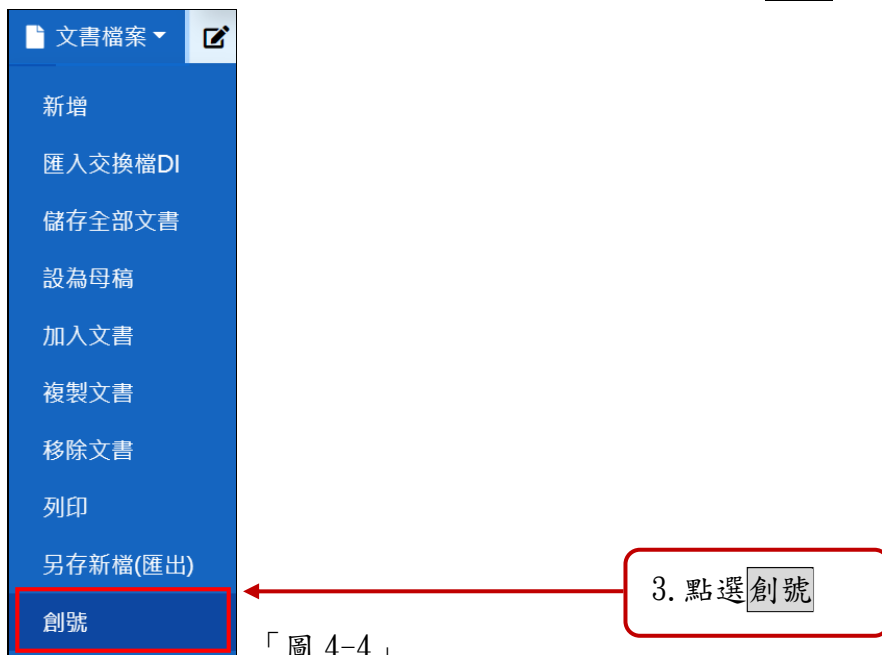 文書檔案
新增
匯入交換檔DI
儲存全部文書
設為母稿
加入文書
複製文書
移除文書
列印
另存新檔(匯出)
3.點選創號
創號
「圖 4-4」